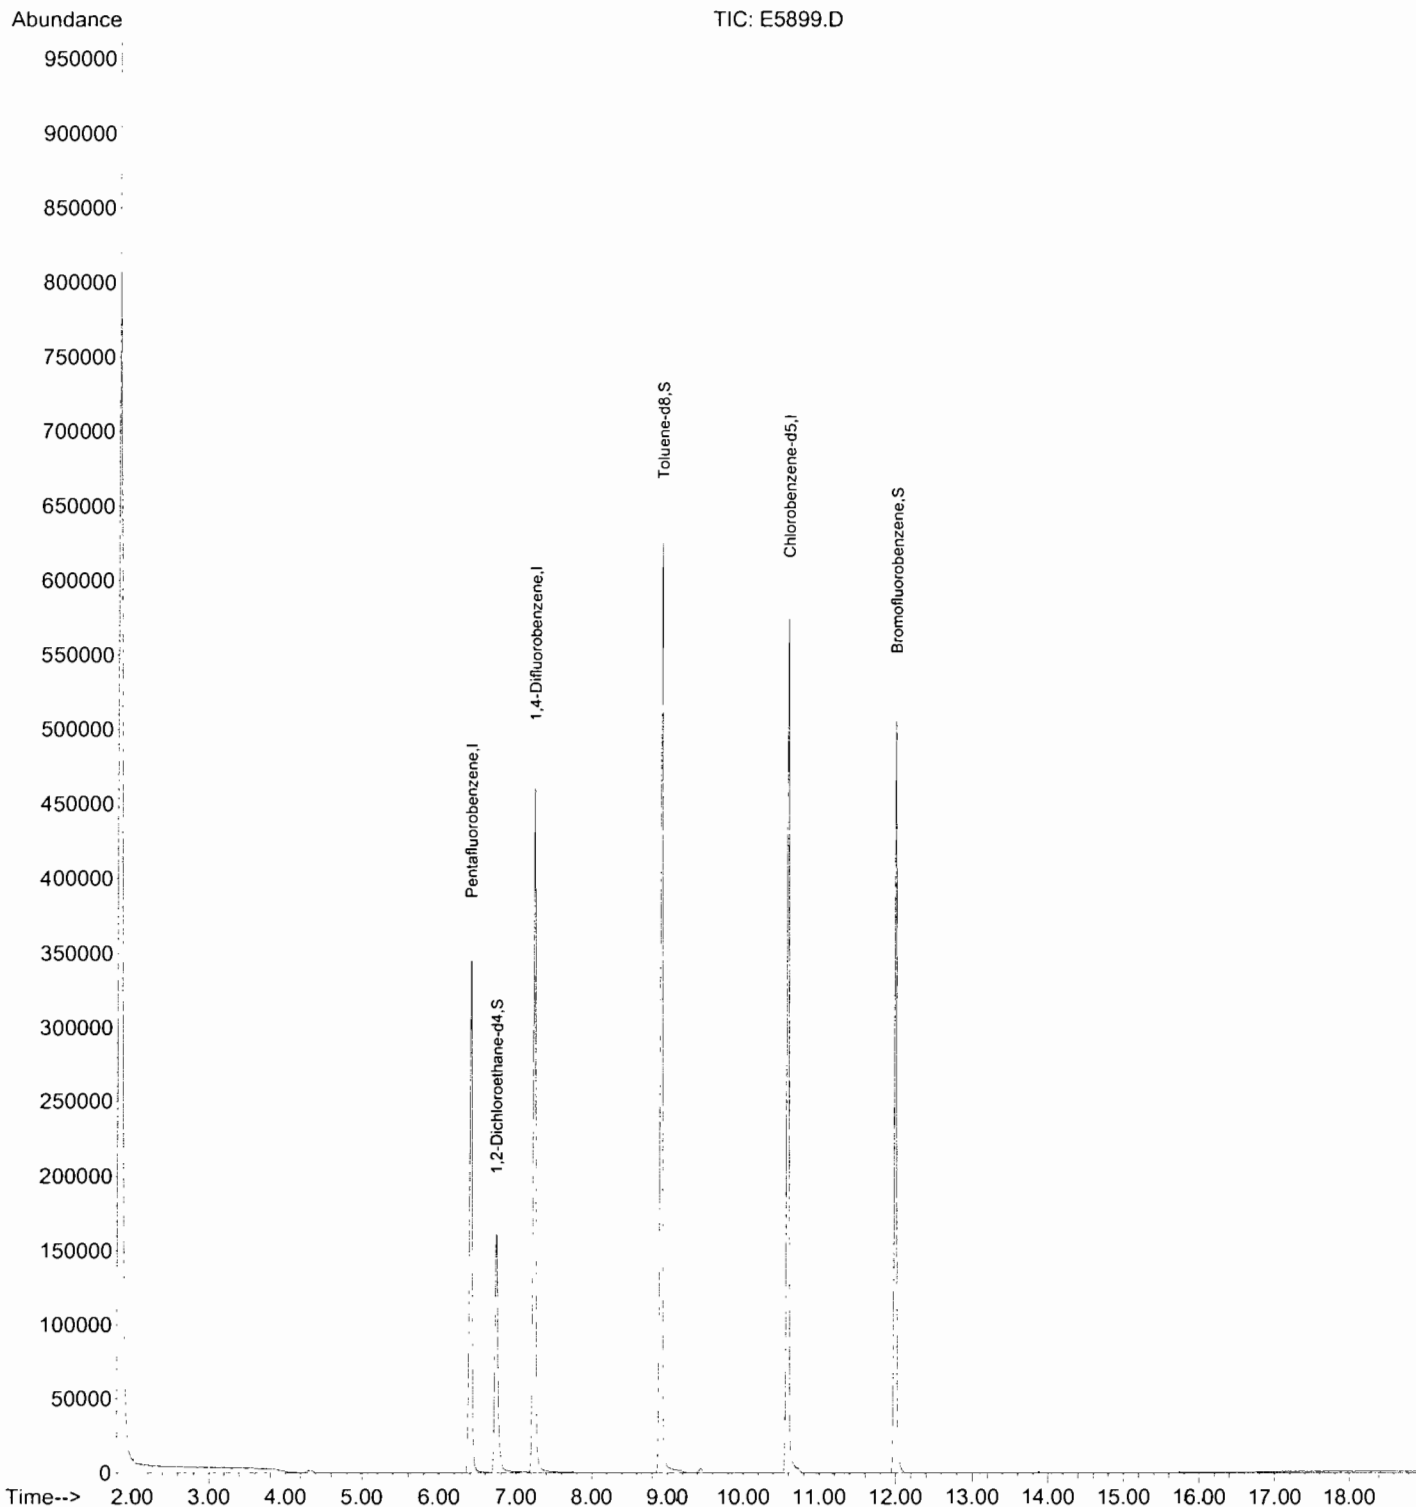 Abundance
TIC: E5899.D
950000
900000
850000
800000
750000
700000
650000
600000
550000
500000
450000
400000
350000
300000
250000
200000
150000
100000
50000
0
Pentafluorobenzene,I
1,2-Dichloroethane-d4,S
1,4-Difluorobenzene,I
Toluene-d8,S
Chlorobenzene-d5,I
Bromofluorobenzene,S
Time--> 2.00 3.00 4.00 5.00 6.00 7.00 8.00 9.00 10.00 11.00 12.00 13.00 14.00 15.00 16.00 17.00 18.00